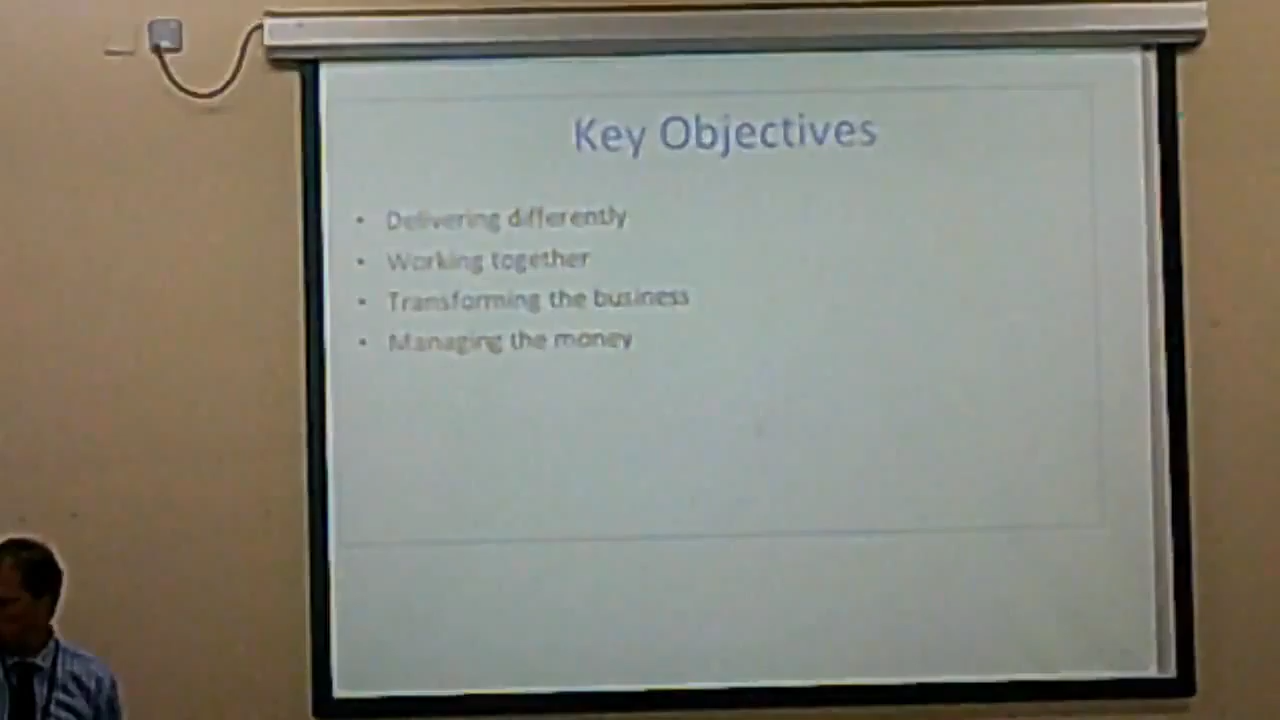 Key Objectives
• Delivering differently
• Working together
• Transforming the business
• Managing the money